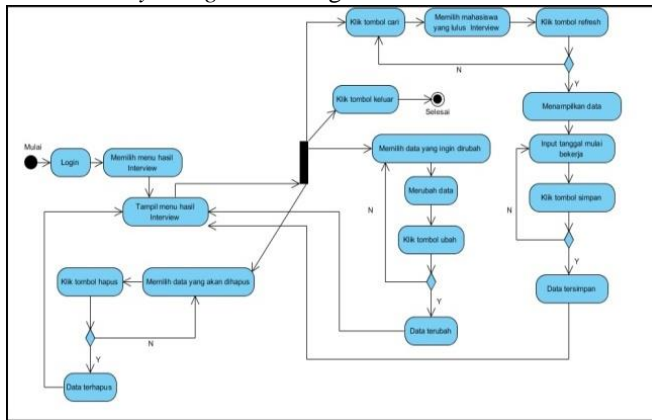 Klik tombol cari
Memilih mahasiswa
yang lulus Interview
Klik tombol refresh
N
Y
Klik tombol keluar
Selesai
Menampilkan data
Mulai
Login
Memilih menu hasil
Interview
Memilih data yang ingin dirubah
Input tanggal mulai
bekerja
Merubah data
Tampil menu hasil
Interview
N
Klik tombol simpan
N
Klik tombol ubah
Y
Klik tombol hapus
Memilih data yang akan dihapus
Data tersimpan
Y
N
Data terubah
Y
Data terhapus